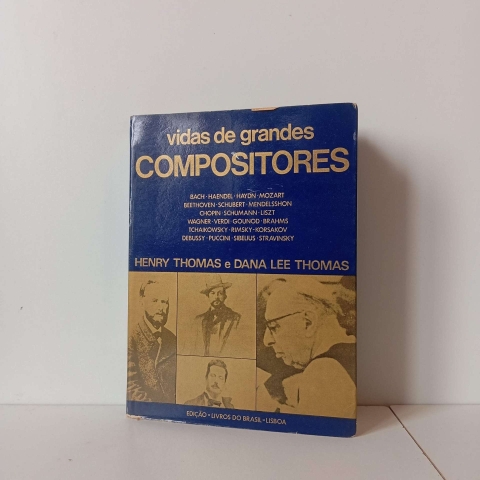 vidas de grandes
COMPOSITORES
BACH · HAENDEL · HAYDN · MOZART
BEETHOVEN · SCHUBERT · MENDELSSHON
CHOPIN · SCHUMANN · LISZT
WAGNER · VERDI · GOUNOD · BRAHMS
TCHAIKOWSKY · RIMSKY-KORSAKOV
DEBUSSY · PUCCINI · SIBELIUS · STRAVINSKY
HENRY THOMAS e DANA LEE THOMAS
EDIÇÃO · LIVROS DO BRASIL · LISBOA